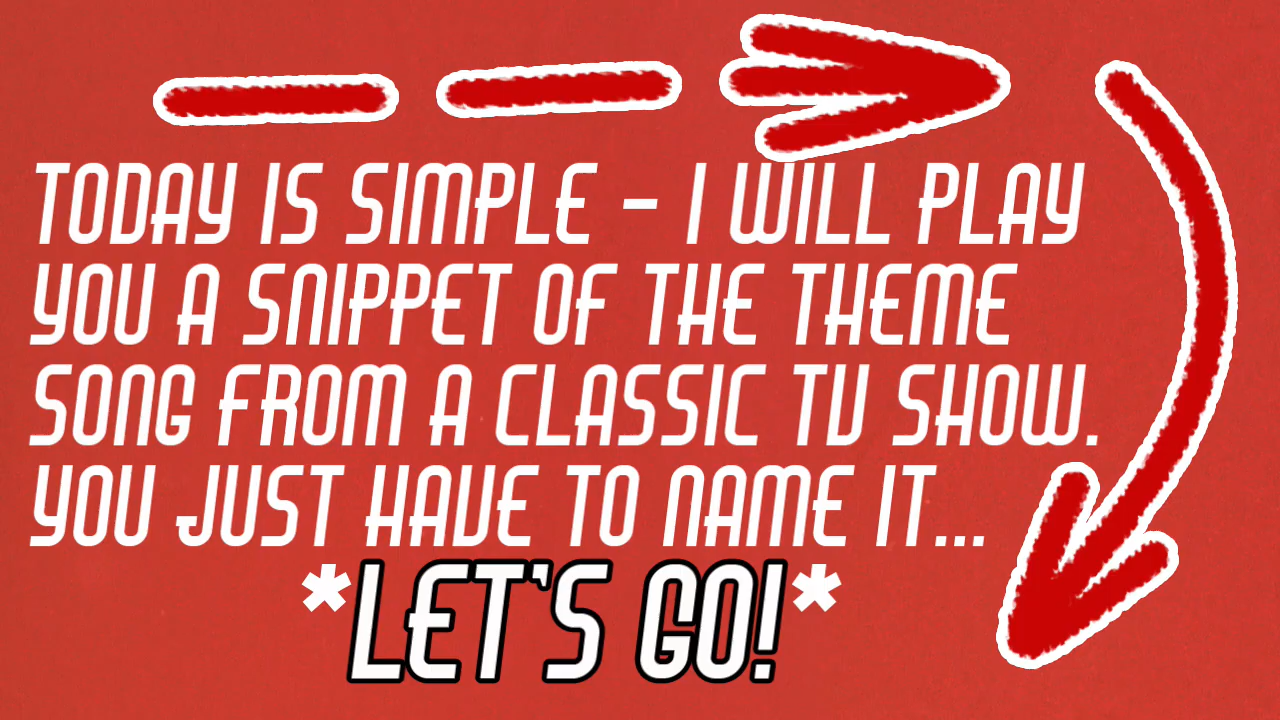 TODAY IS SIMPLE - I WILL PLAY
YOU A SNIPPET OF THE THEME
SONG FROM A CLASSIC TV SHOW.
YOU JUST HAVE TO NAME IT...
*LET'S GO!*